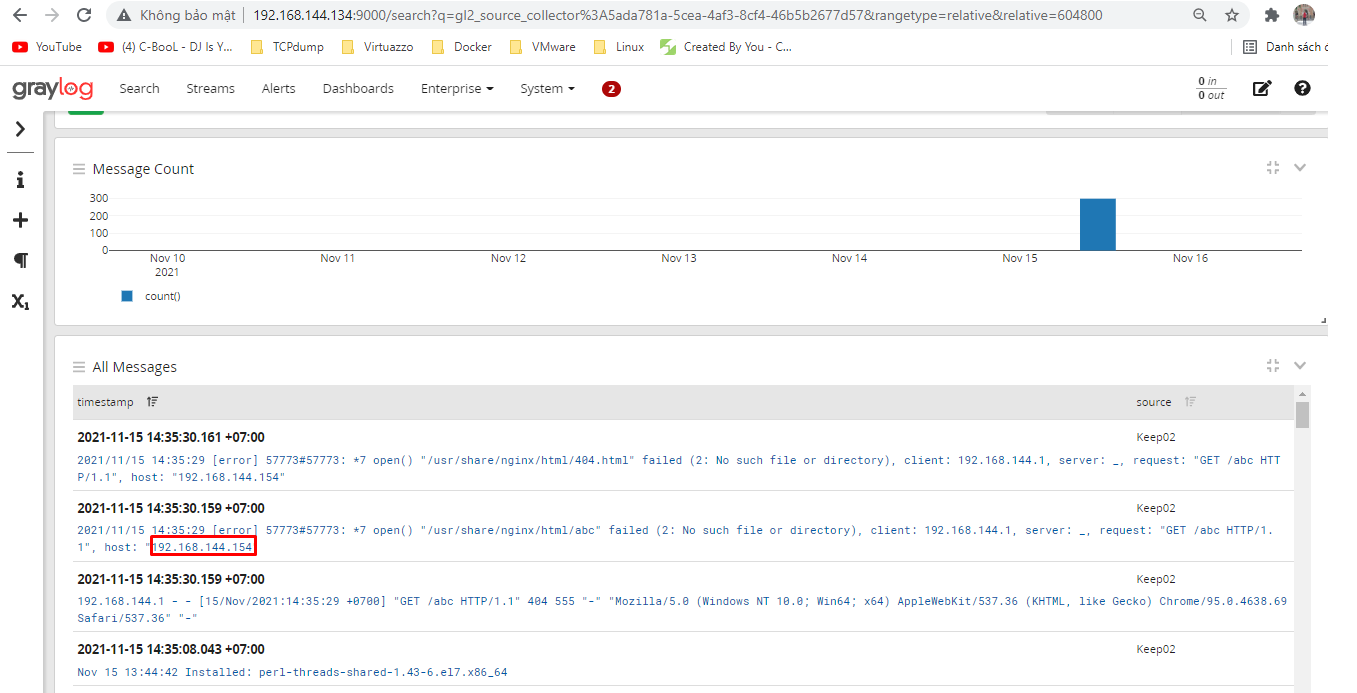 Không bảo mật
192.168.144.134:9000/search?q=gl2_source_collector%3A5ada781a-5cea-4af3-8cf4-46b5b2677d57&rangetype=relative&relative=604800
YouTube
(4) C-BooL - DJ Is Y...
TCPdump
Virtuazzo
Docker
VMware
Linux
Created By You - C...
Danh sách đ
graylog
Search
Streams
Alerts
Dashboards
Enterprise
System
2
0 in
0 out
Message Count
300
200
100
0
Nov 10
2021
Nov 11
Nov 12
Nov 13
Nov 14
Nov 15
Nov 16
count()
All Messages
timestamp
source
2021-11-15 14:35:30.161 +07:00
Keep02
2021/11/15 14:35:29 [error] 57773#57773: *7 open() "/usr/share/nginx/html/404.html" failed (2: No such file or directory), client: 192.168.144.1, server: _, request: "GET /abc HTT
P/1.1", host: "192.168.144.154"
2021-11-15 14:35:30.159 +07:00
Keep02
2021/11/15 14:35:29 [error] 57773#57773: *7 open() "/usr/share/nginx/html/abc" failed (2: No such file or directory), client: 192.168.144.1, server: _, request: "GET /abc HTTP/1.
1", host: "192.168.144.154
2021-11-15 14:35:30.159 +07:00
Keep02
192.168.144.1 - - [15/Nov/2021:14:35:29 +0700] "GET /abc HTTP/1.1" 404 555 "-" "Mozilla/5.0 (Windows NT 10.0; Win64; x64) AppleWebKit/537.36 (KHTML, like Gecko) Chrome/95.0.4638.69
Safari/537.36" "-"
2021-11-15 14:35:08.043 +07:00
Keep02
Nov 15 13:44:42 Installed: perl-threads-shared-1.43-6.el7.x86_64